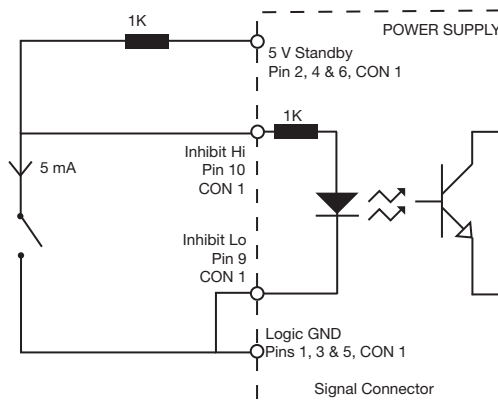 POWER SUPPLY
1K
5 V Standby
Pin 2, 4 & 6, CON 1
1K
Inhibit Hi
Pin 10
CON 1
5 mA
Inhibit Lo
Pin 9
CON 1
Logic GND
Pins 1, 3 & 5, CON 1
Signal Connector